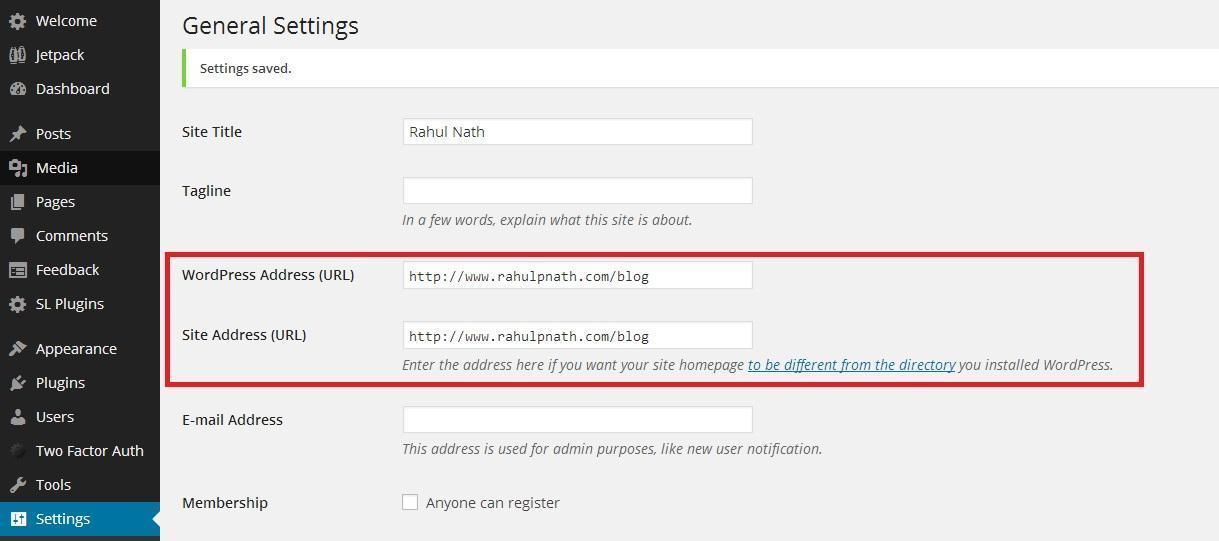 Welcome
Jetpack
Dashboard
Posts
Media
Pages
Comments
Feedback
SL Plugins
Appearance
Plugins
Users
Two Factor Auth
Tools
Settings
General Settings
Settings saved.
Site Title
Rahul Nath
Tagline
In a few words, explain what this site is about.
WordPress Address (URL)
http://www.rahulpnath.com/blog
Site Address (URL)
http://www.rahulpnath.com/blog
Enter the address here if you want your site homepage to be different from the directory you installed WordPress.
E-mail Address
This address is used for admin purposes, like new user notification.
Membership
Anyone can register